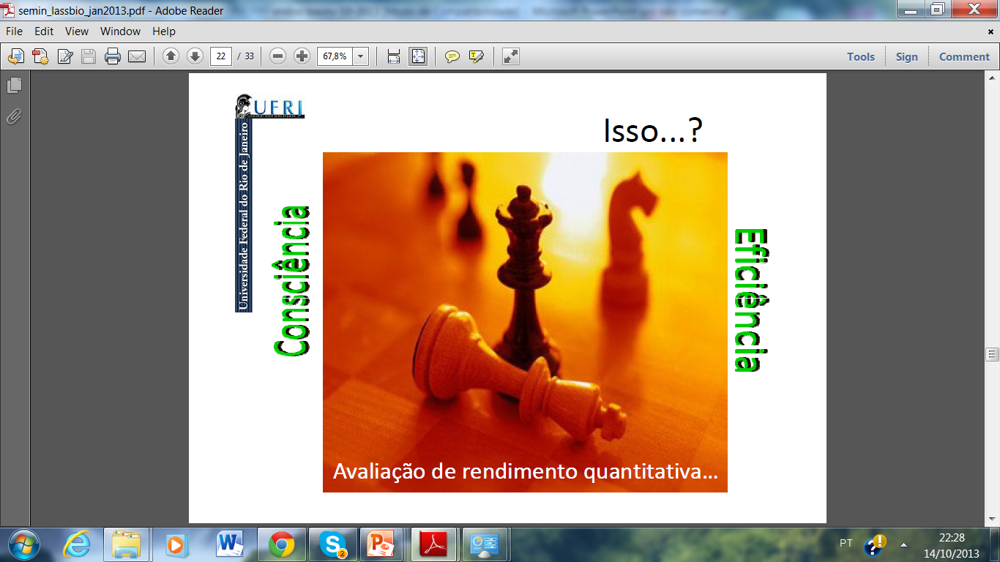 semin_lassbio_jan2013.pdf - Adobe Reader
File Edit View Window Help
22 / 33 67,8% Tools Sign Comment
UFRJ
Universidade Federal do Rio de Janeiro
Isso...?
Consciência
Eficiência
Avaliação de rendimento quantitativa...
2
PT
22:28
14/10/2013